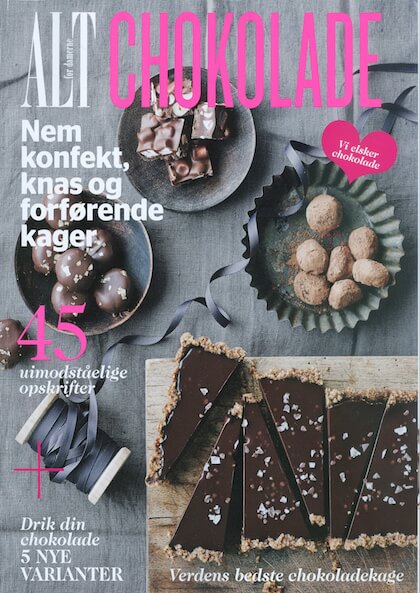 ALT for damerne CHOKOLADE
Nem
konfekt,
knas og
forførende
kager
Vi elsker
chokolade
45
uimodståelige
opskrifter
+
Drik din
chokolade
5 NYE
VARIANTER
Verdens bedste chokoladekage